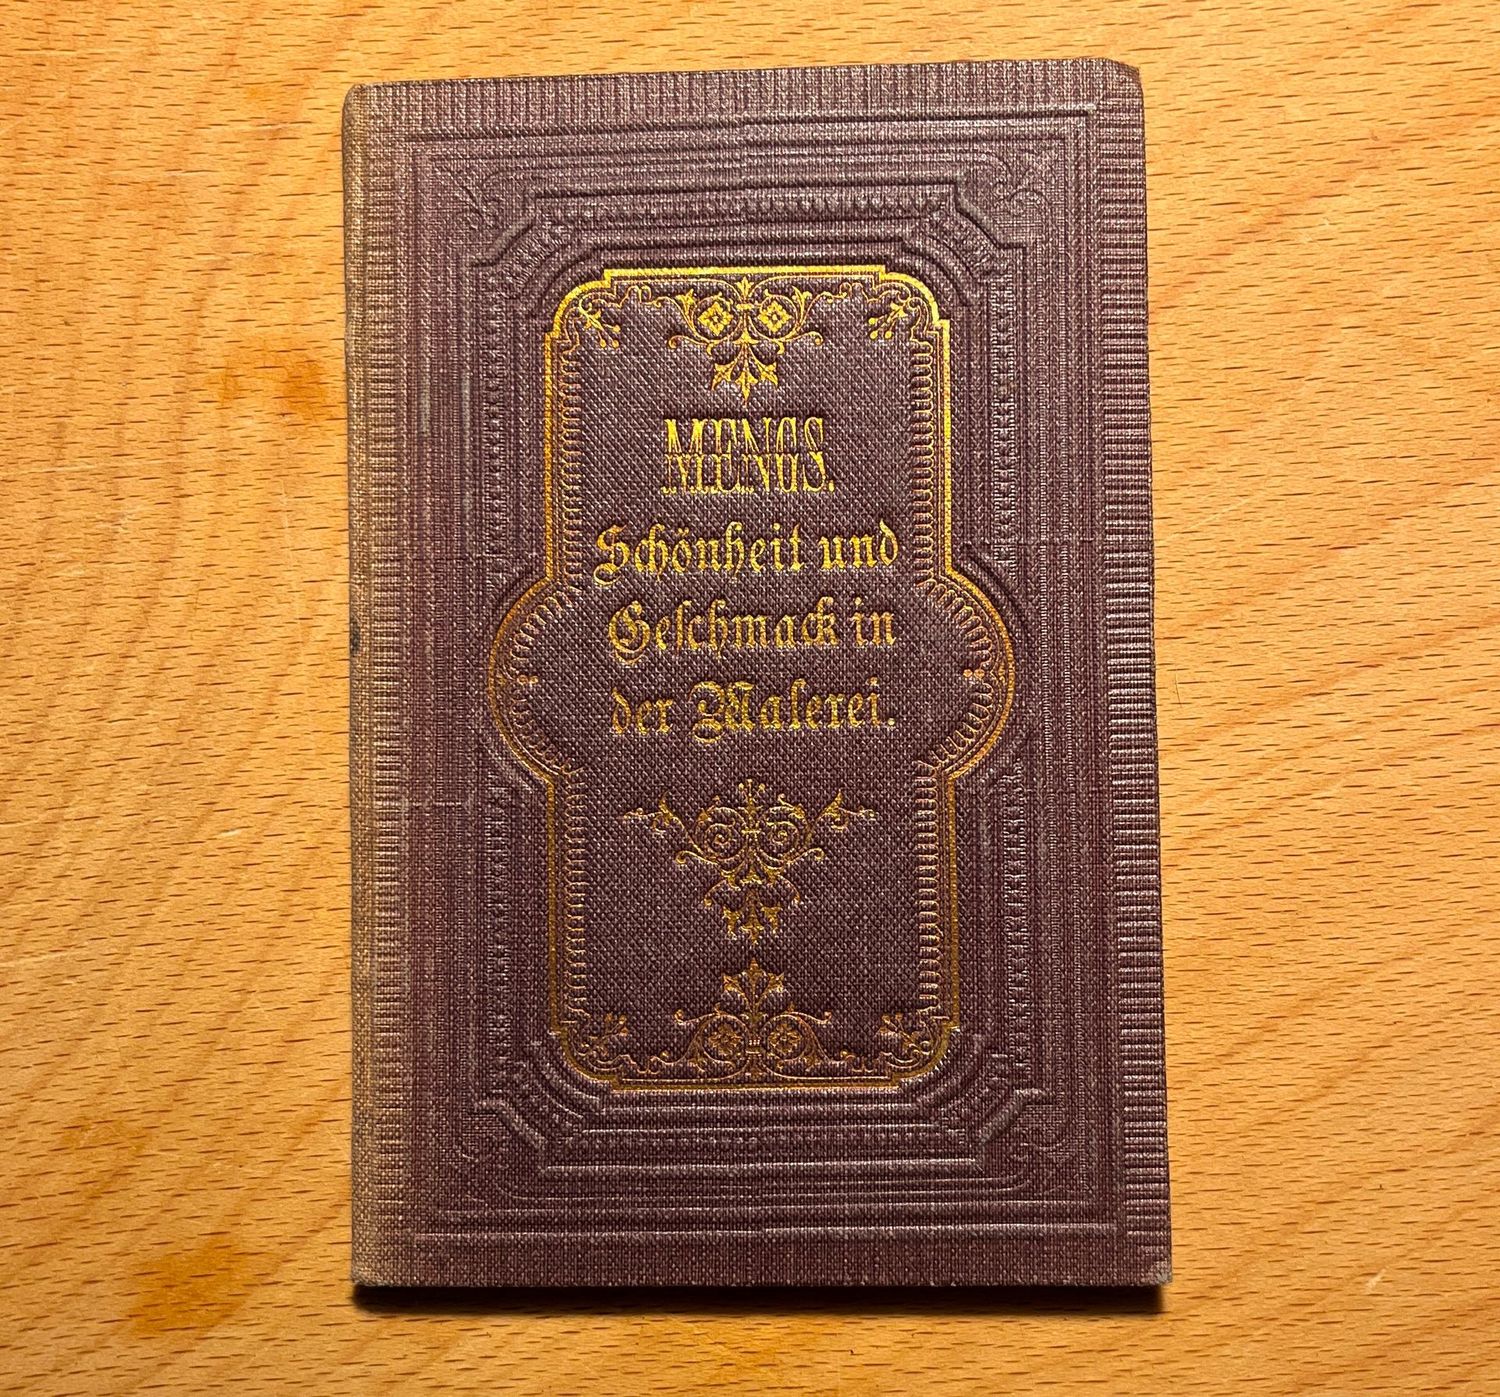 MENGS.
Schönheit und
Geſchmack in
der Malerei.